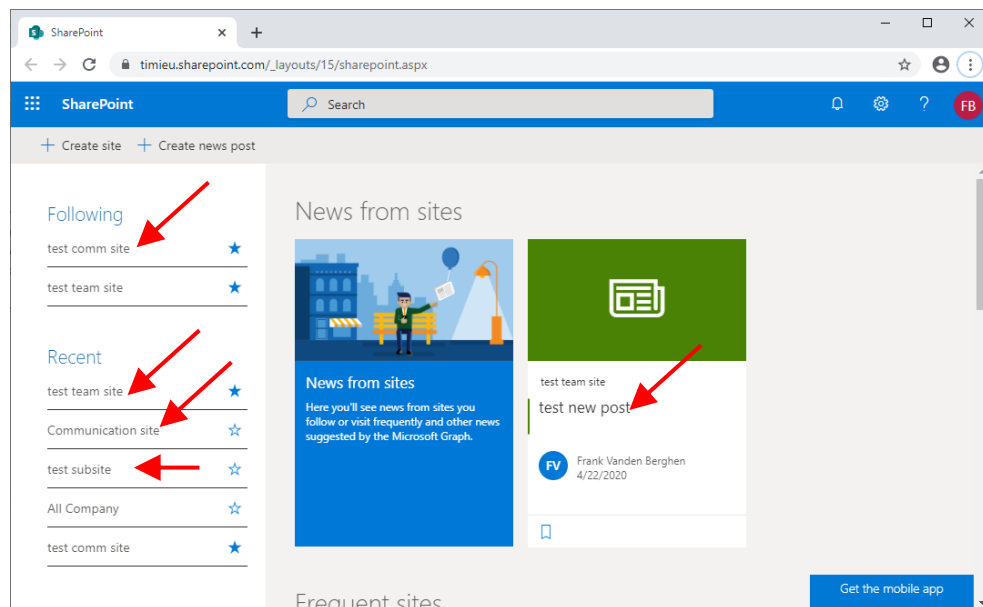 SharePoint
timieu.sharepoint.com/_layouts/15/sharepoint.aspx
SharePoint
Search
FB
Create site
Create news post
Following
test comm site
test team site
Recent
test team site
Communication site
test subsite
All Company
test comm site
News from sites
News from sites
Here you'll see news from sites you
follow or visit frequently and other news
suggested by the Microsoft Graph.
test team site
test new post
FV
Frank Vanden Berghen
4/22/2020
Frequent sites
Get the mobile app